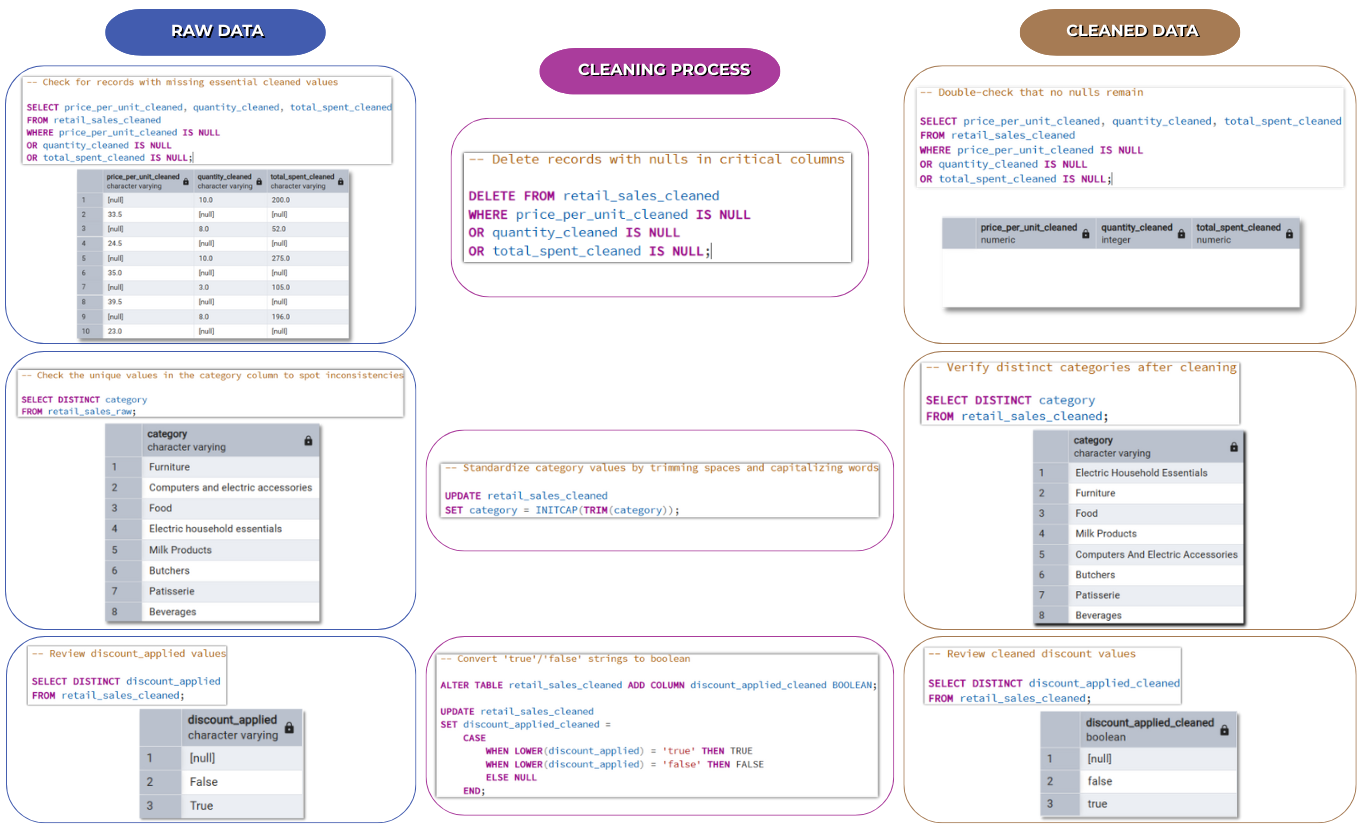 RAW DATA
-- Check for records with missing essential cleaned values
SELECT price_per_unit_cleaned, quantity_cleaned, total_spent_cleaned
FROM retail_sales_cleaned
WHERE price_per_unit_cleaned IS NULL
OR quantity_cleaned IS NULL
OR total_spent_cleaned IS NULL;
price_per_unit_cleaned quantity_cleaned total_spent_cleaned
character varying character varying character varying
1 [null] 10.0 200.0
2 33.5 [null] [null]
3 [null] 8.0 52.0
4 24.5 [null] [null]
5 [null] 10.0 275.0
6 35.0 [null] [null]
7 [null] 3.0 105.0
8 39.5 [null] [null]
9 [null] 8.0 196.0
10 23.0 [null] [null]
CLEANING PROCESS
-- Delete records with nulls in critical columns
DELETE FROM retail_sales_cleaned
WHERE price_per_unit_cleaned IS NULL
OR quantity_cleaned IS NULL
OR total_spent_cleaned IS NULL;
CLEANED DATA
-- Double-check that no nulls remain
SELECT price_per_unit_cleaned, quantity_cleaned, total_spent_cleaned
FROM retail_sales_cleaned
WHERE price_per_unit_cleaned IS NULL
OR quantity_cleaned IS NULL
OR total_spent_cleaned IS NULL;
price_per_unit_cleaned quantity_cleaned total_spent_cleaned
numeric integer numeric
-- Check the unique values in the category column to spot inconsistencies
SELECT DISTINCT category
FROM retail_sales_raw;
category
character varying
1 Furniture
2 Computers and electric accessories
3 Food
4 Electric household essentials
5 Milk Products
6 Butchers
7 Patisserie
8 Beverages
-- Standardize category values by trimming spaces and capitalizing words
UPDATE retail_sales_cleaned
SET category = INITCAP(TRIM(category));
-- Verify distinct categories after cleaning
SELECT DISTINCT category
FROM retail_sales_cleaned;
category
character varying
1 Electric Household Essentials
2 Furniture
3 Food
4 Milk Products
5 Computers And Electric Accessories
6 Butchers
7 Patisserie
8 Beverages
-- Review discount_applied values
SELECT DISTINCT discount_applied
FROM retail_sales_cleaned;
discount_applied
character varying
1 [null]
2 False
3 True
-- Convert 'true'/'false' strings to boolean
ALTER TABLE retail_sales_cleaned ADD COLUMN discount_applied_cleaned BOOLEAN;
UPDATE retail_sales_cleaned
SET discount_applied_cleaned =
CASE
WHEN LOWER(discount_applied) = 'true' THEN TRUE
WHEN LOWER(discount_applied) = 'false' THEN FALSE
ELSE NULL
END;
-- Review cleaned discount values
SELECT DISTINCT discount_applied_cleaned
FROM retail_sales_cleaned;
discount_applied_cleaned
boolean
1 [null]
2 false
3 true